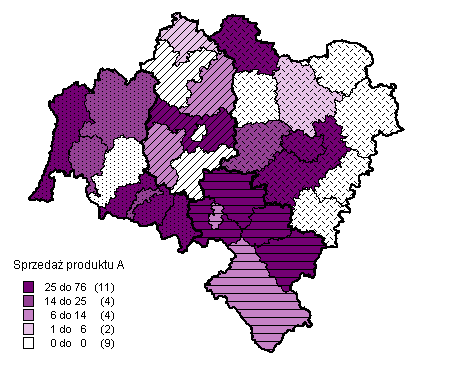 Sprzedaż produktu A
25 do 76 (11)
14 do 25 (4)
6 do 14 (4)
1 do 6 (2)
0 do 0 (9)